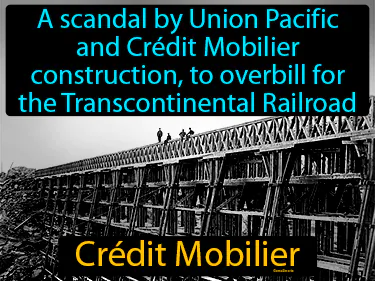 A scandal by Union Pacific
and Crédit Mobilier
construction, to overbill for
the Transcontinental Railroad
Crédit Mobilier